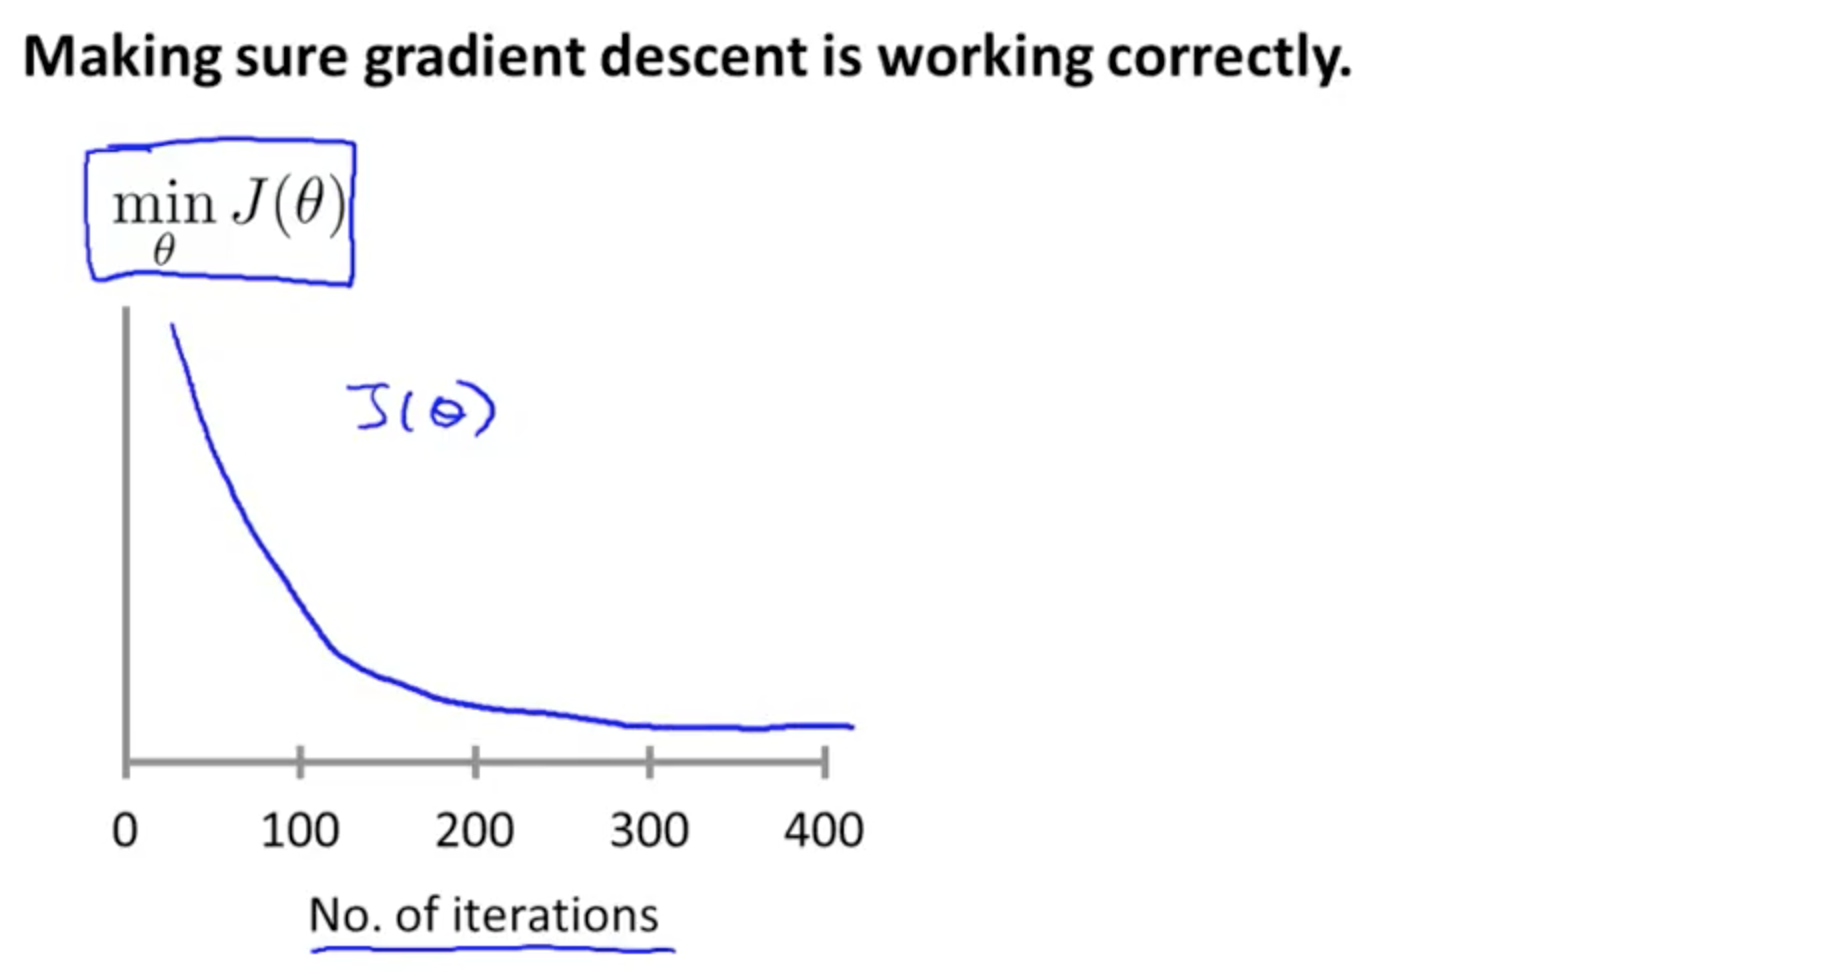 Making sure gradient descent is working correctly.
min J(θ)
θ
J(θ)
0 100 200 300 400
No. of iterations